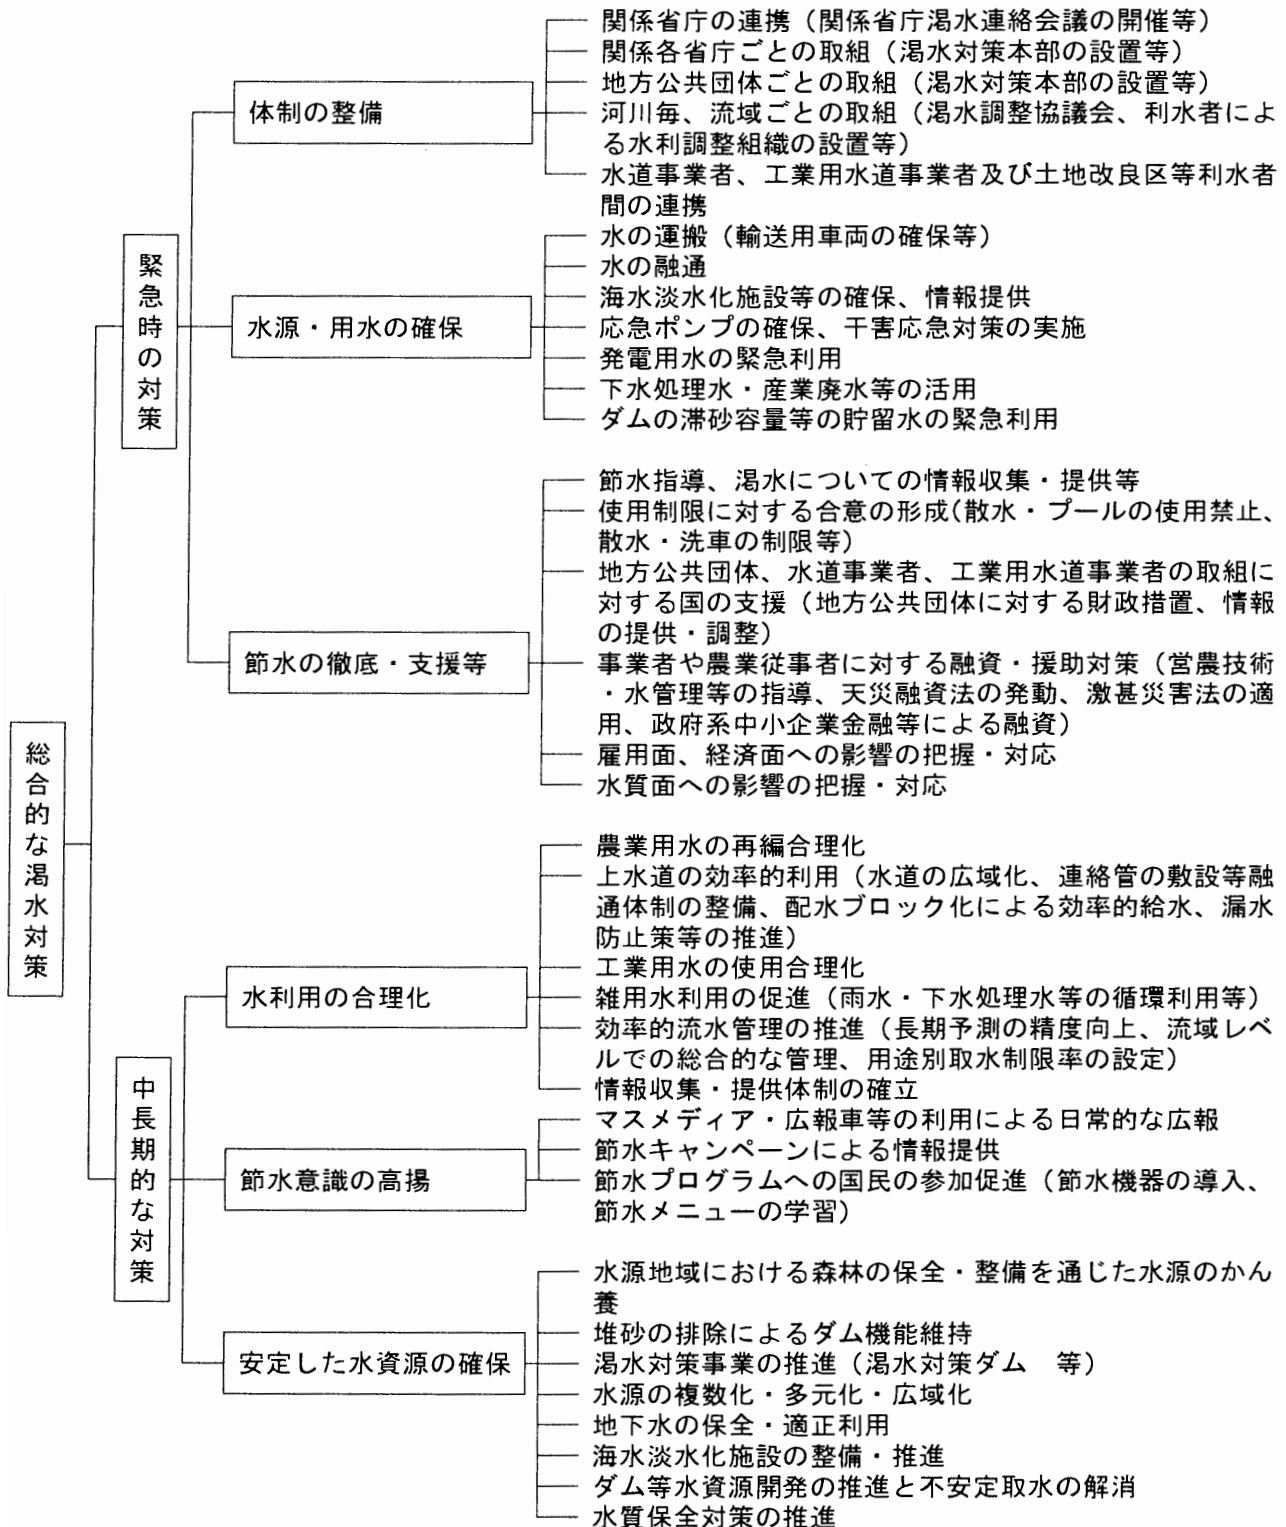 総合的な渇水対策
緊急時の対策
体制の整備
関係省庁の連携（関係省庁渇水連絡会議の開催等）
関係各省庁ごとの取組（渇水対策本部の設置等）
地方公共団体ごとの取組（渇水対策本部の設置等）
河川毎、流域ごとの取組（渇水調整協議会、利水者によ
る水利調整組織の設置等）
水道事業者、工業用水道事業者及び土地改良区等利水者
間の連携
水源・用水の確保
水の運搬（輸送用車両の確保等）
水の融通
海水淡水化施設等の確保、情報提供
応急ポンプの確保、干害応急対策の実施
発電用水の緊急利用
下水処理水・産業廃水等の活用
ダムの滞砂容量等の貯留水の緊急利用
節水の徹底・支援等
節水指導、渇水についての情報収集・提供等
使用制限に対する合意の形成（散水・プールの使用禁止、
散水・洗車の制限等）
地方公共団体、水道事業者、工業用水道事業者の取組に
対する国の支援（地方公共団体に対する財政措置、情報
の提供・調整）
事業者や農業従事者に対する融資・援助対策（営農技術
・水管理等の指導、天災融資法の発動、激甚災害法の適
用、政府系中小企業金融等による融資）
雇用面、経済面への影響の把握・対応
水質面への影響の把握・対応
中長期的な対策
水利用の合理化
農業用水の再編合理化
上水道の効率的利用（水道の広域化、連絡管の敷設等融
通体制の整備、配水ブロック化による効率的給水、漏水
防止策等の推進）
工業用水の使用合理化
雑用水利用の促進（雨水・下水処理水等の循環利用等）
効率的流水管理の推進（長期予測の精度向上、流域レベ
ルでの総合的な管理、用途別取水制限率の設定）
情報収集・提供体制の確立
節水意識の高揚
マスメディア・広報車等の利用による日常的な広報
節水キャンペーンによる情報提供
節水プログラムへの国民の参加促進（節水機器の導入、
節水メニューの学習）
安定した水資源の確保
水源地域における森林の保全・整備を通じた水源のかん
養
堆砂の排除によるダム機能維持
渇水対策事業の推進（渇水対策ダム　等）
水源の複数化・多元化・広域化
地下水の保全・適正利用
海水淡水化施設の整備・推進
ダム等水資源開発の推進と不安定取水の解消
水質保全対策の推進